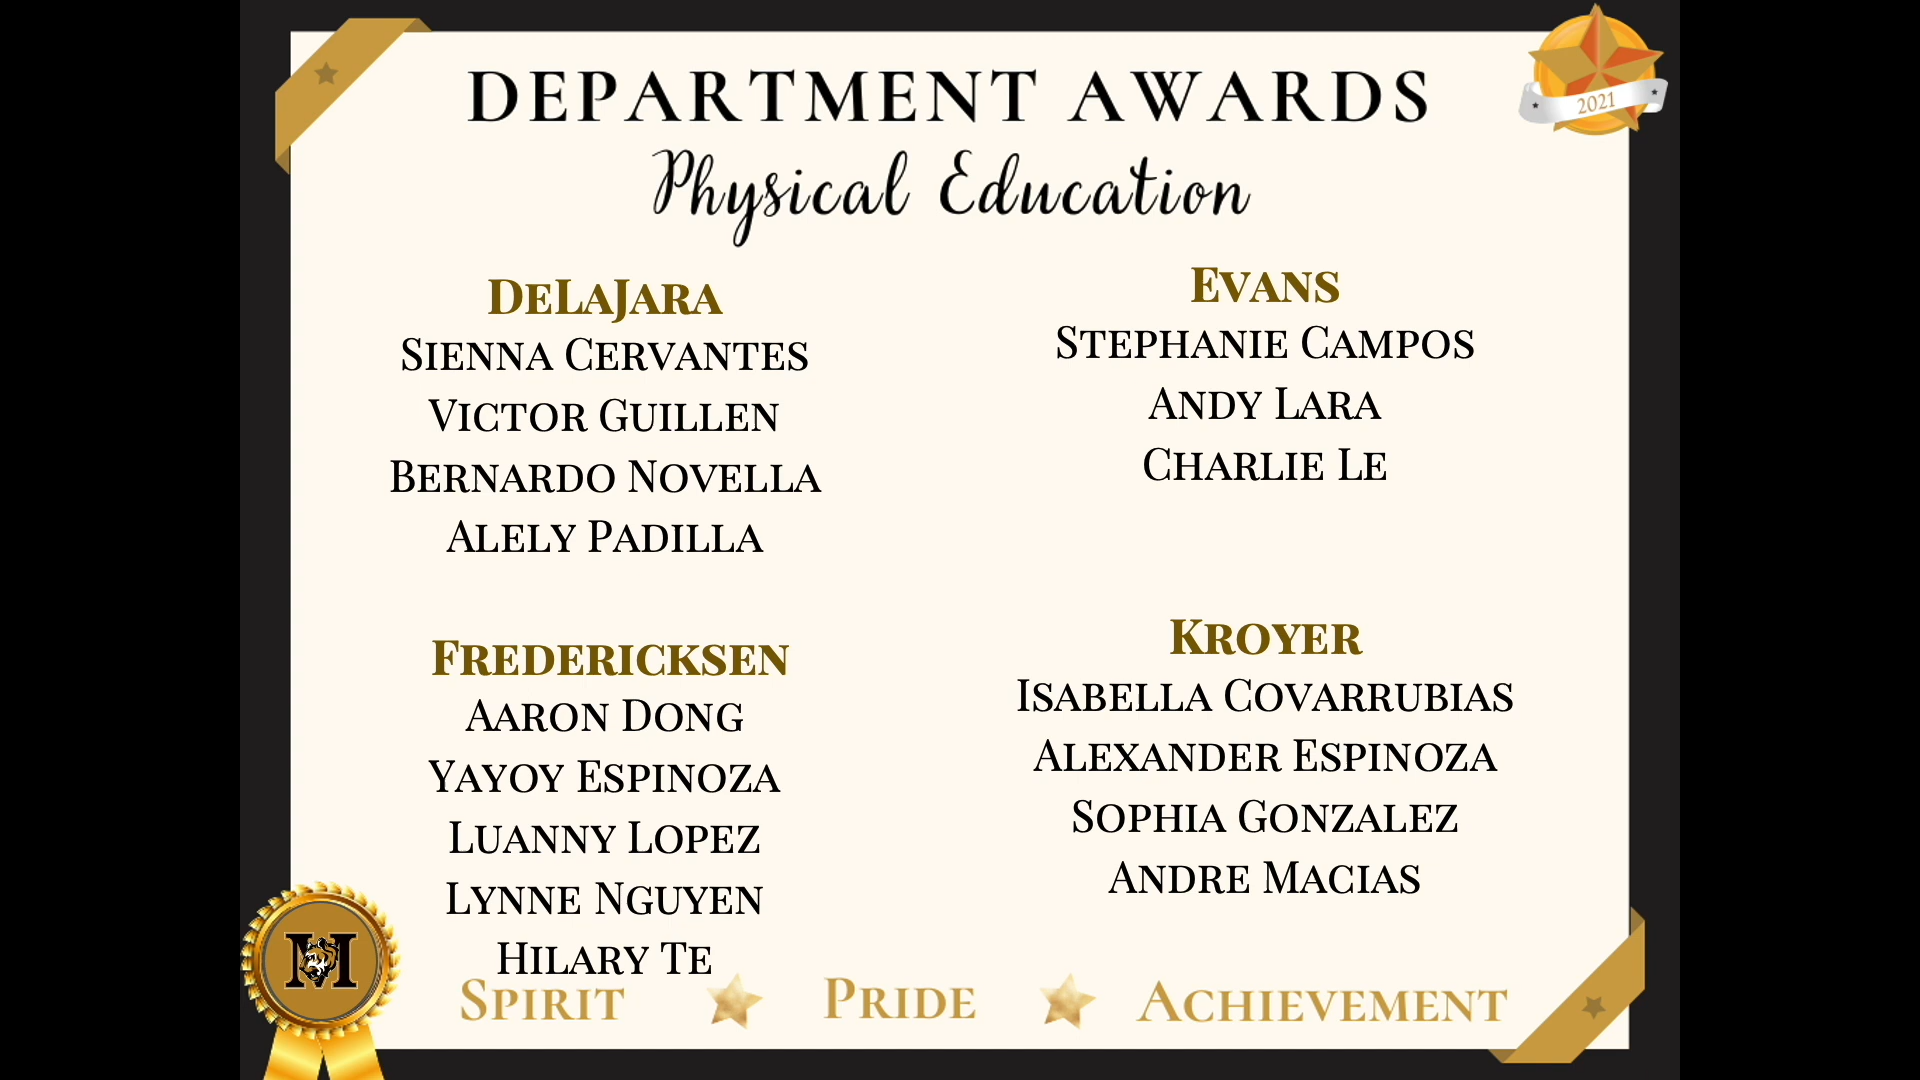 DEPARTMENT AWARDS
2021
Physical Education
DeLaJara
Sienna Cervantes
Victor Guillen
Bernardo Novella
Alely Padilla
Evans
Stephanie Campos
Andy Lara
Charlie Le
Fredericksen
Aaron Dong
Yayoy Espinoza
Luanny Lopez
Lynne Nguyen
Hilary Te
Kroyer
Isabella Covarrubias
Alexander Espinoza
Sophia Gonzalez
Andre Macias
M
Spirit Pride Achievement